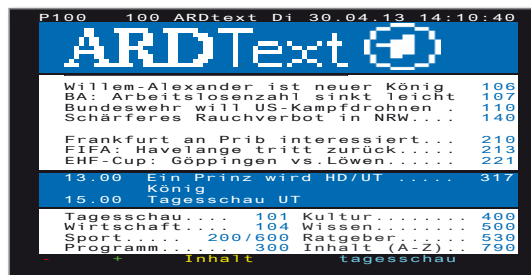 P100 100 ARDtext Di 30.04.13 14:10:40
ARDText
Willem-Alexander ist neuer König 106
BA: Arbeitslosenzahl sinkt leicht 107
Bundeswehr will US-Kampfdrohnen . 110
Schärferes Rauchverbot in NRW.... 140
Frankfurt an Prib interessiert... 210
FIFA: Havelange tritt zurück..... 213
EHF-Cup: Göppingen vs.Löwen...... 221
13.00 Ein Prinz wird HD/UT ..... 317
König
15.00 Tagesschau UT
Tagesschau.... 101 Kultur........ 400
Wirtschaft.... 104 Wissen........ 500
Sport..... 200/600 Ratgeber...... 530
Programm...... 300 Inhalt (A-Z).. 790
- + Inhalt tagesschau